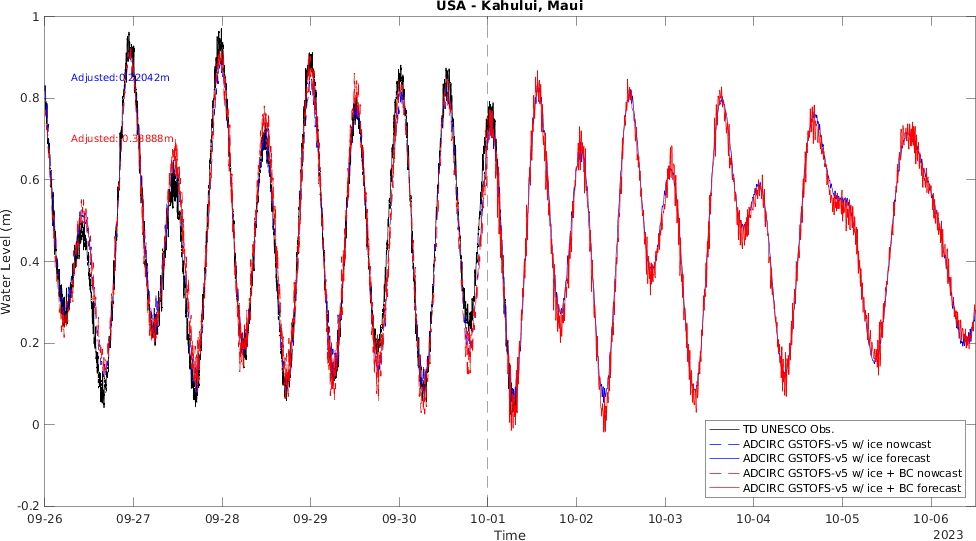 USA - Kahului, Maui
1
0.8
0.6
0.4
0.2
0
-0.2
Water Level (m)
Adjusted:0.22042m
Adjusted:
TD UNESCO Obs.
ADCIRC GSTOFS-v5 w/ ice nowcast
ADCIRC GSTOFS-v5 w/ ice forecast
ADCIRC GSTOFS-v5 w/ ice + BC nowcast
ADCIRC GSTOFS-v5 w/ ice + BC forecast
09-26 09-27 09-28 09-29 09-30 10-01 10-02 10-03 10-04 10-05 10-06
Time
2023